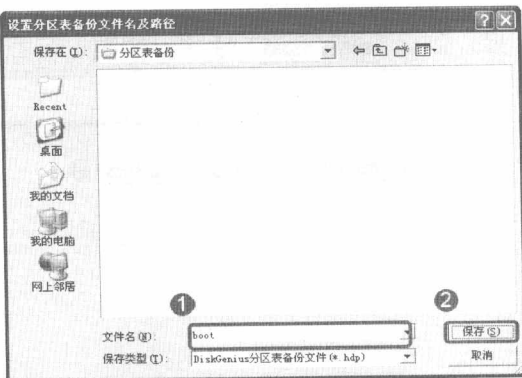 设置分区表备份文件名及路径
保存在(I): 分区表备份
Recent
桌面
我的文档
我的电脑
网上邻居
1
2
文件名(N): boot 保存(S)
保存类型(T): DiskGenius分区表备份文件(*.hdp) 取消